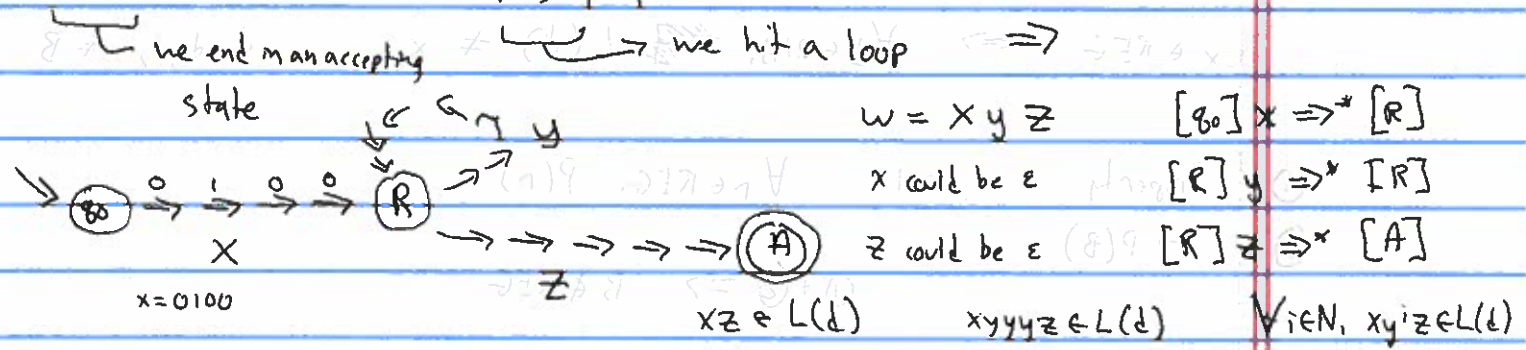 we end in an accepting state
→ we hit a loop ⇒
w = x y z [q0] x ⇒* [R]
y
q0 0 1 0 0 R
x could be ε [R] y ⇒* [R]
x
A
z could be ε [R] z ⇒* [A]
z
x = 0100
xz ∈ L(d) xyyyz ∈ L(d) ∀i∈N, xyⁱz∈L(d)